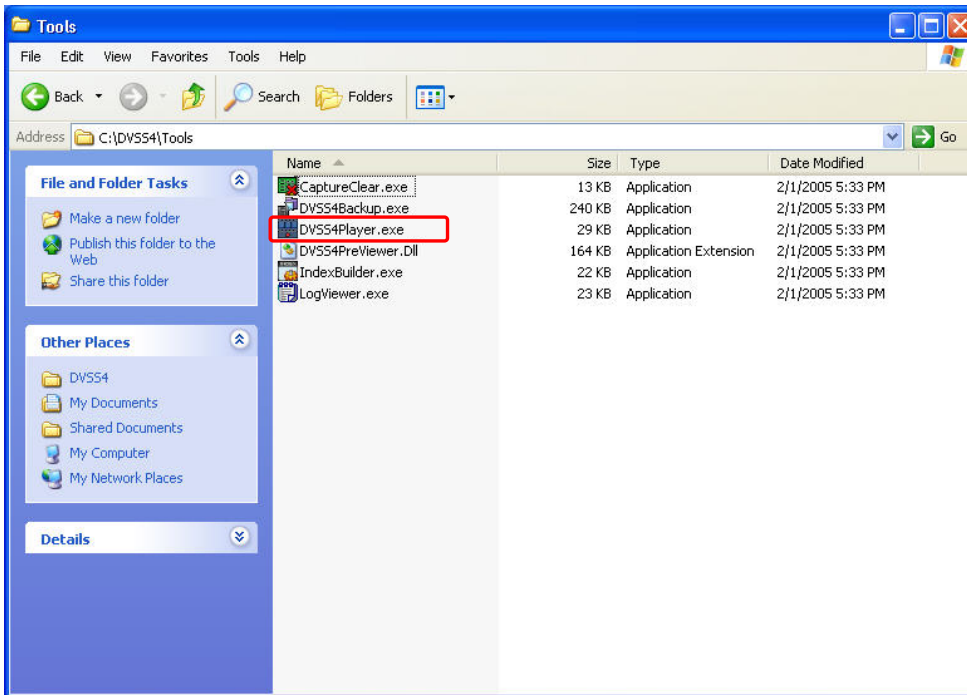 Tools
File Edit View Favorites Tools Help
Back Search Folders
Address C:\DVSS4\Tools Go
Name Size Type Date Modified
File and Folder Tasks
Make a new folder
Publish this folder to the
Web
Share this folder
Other Places
DVSS4
My Documents
Shared Documents
My Computer
My Network Places
Details
CaptureClear.exe 13 KB Application 2/1/2005 5:33 PM
DVSS4Backup.exe 240 KB Application 2/1/2005 5:33 PM
DVSS4Player.exe 29 KB Application 2/1/2005 5:33 PM
DVSS4PreViewer.Dll 164 KB Application Extension 2/1/2005 5:33 PM
IndexBuilder.exe 22 KB Application 2/1/2005 5:33 PM
LogViewer.exe 23 KB Application 2/1/2005 5:33 PM